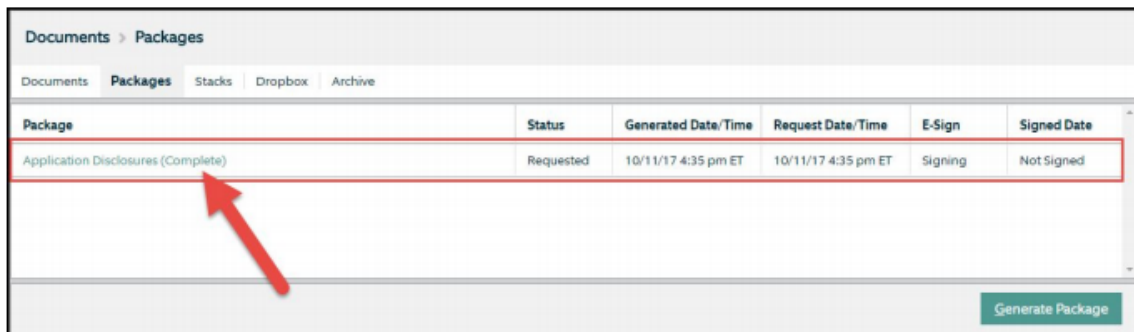 Documents > Packages
Documents Packages Stacks Dropbox Archive
Package Status Generated Date/Time Request Date/Time E-Sign Signed Date
Application Disclosures (Complete) Requested 10/11/17 4:35 pm ET 10/11/17 4:35 pm ET Signing Not Signed
Generate Package